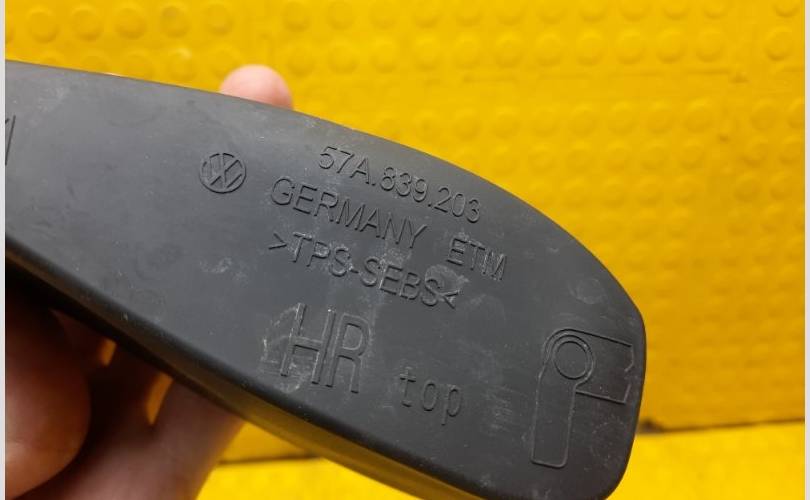 57A.839.203
GERMANY ETM
>TPS-SEBS<
HR top